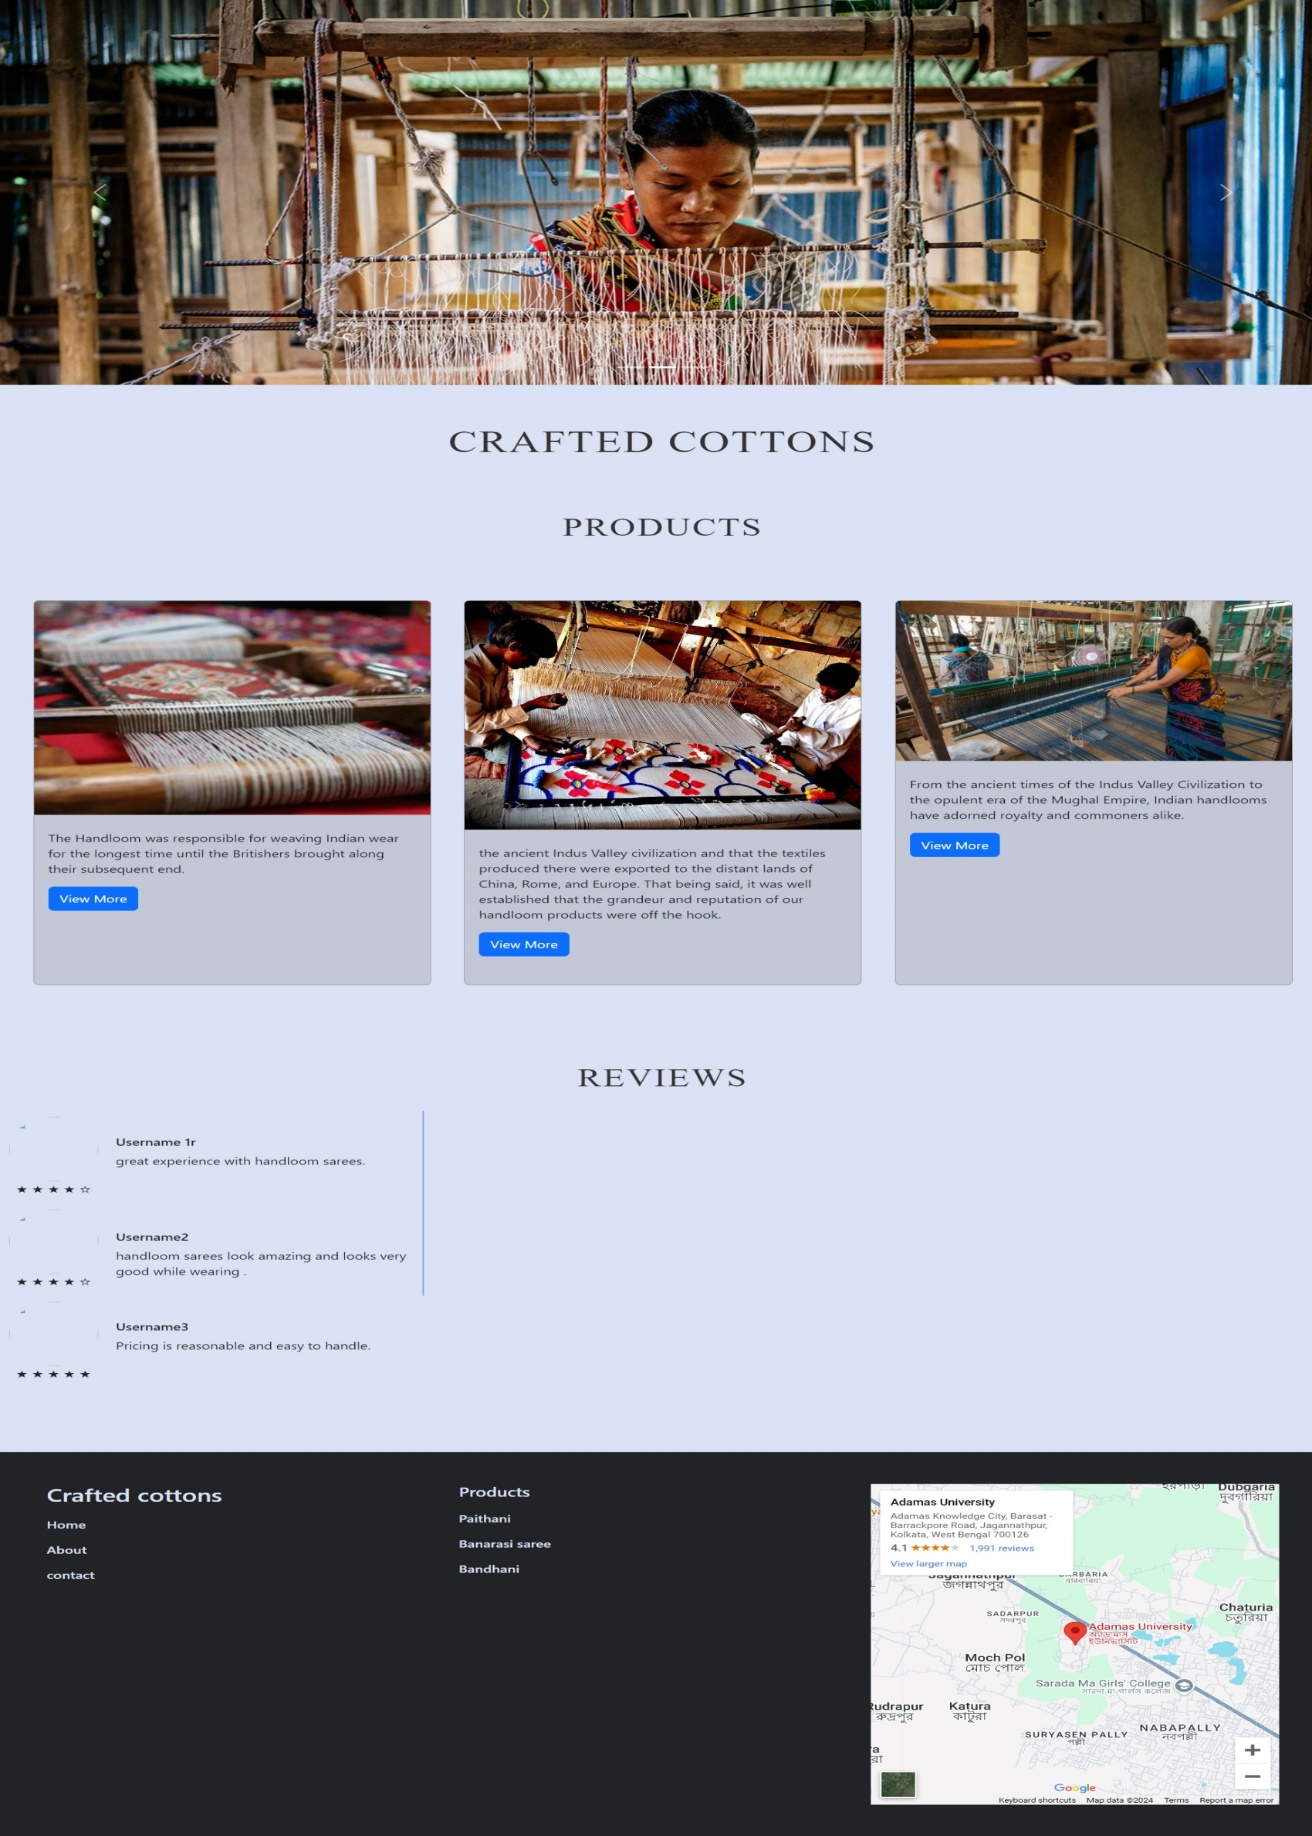 CRAFTED COTTONS
PRODUCTS
The Handloom was responsible for weaving Indian wear
for the longest time until the Britishers brought along
their subsequent end.
View More
the ancient Indus Valley civilization and that the textiles
produced there were exported to the distant lands of
China, Rome, and Europe. That being said, it was well
established that the grandeur and reputation of our
handloom products were off the hook.
View More
From the ancient times of the Indus Valley Civilization to
the opulent era of the Mughal Empire, Indian handlooms
have adorned royalty and commoners alike.
View More
REVIEWS
Username 1r
great experience with handloom sarees.
★ ★ ★ ★ ☆
Username2
handloom sarees look amazing and looks very
good while wearing .
★ ★ ★ ★ ☆
Username3
Pricing is reasonable and easy to handle.
★ ★ ★ ★ ★
Crafted cottons
Home
About
contact
Products
Paithani
Banarasi saree
Bandhani
Dubgaria
দুবগারিয়া
Adamas University
Adamas Knowledge City, Barasat -
Barrackpore Road, Jagannathpur,
Kolkata, West Bengal 700126
4.1 ★★★★★ 1,991 reviews
View larger map
Jagannathpur
জগন্নাথপুর
Chaturia
চতুরিয়া
SADARPUR
Adamas University
Moch Pol
মোচ পোল
Sarada Ma Girls' College
Rudrapur
রুদ্রপুর
Katura
কাটুরা
SURYASEN PALLY
পল্লী
NABAPALLY
নবপল্লী
Google
Keyboard shortcuts Map data ©2024 Terms Report a map error